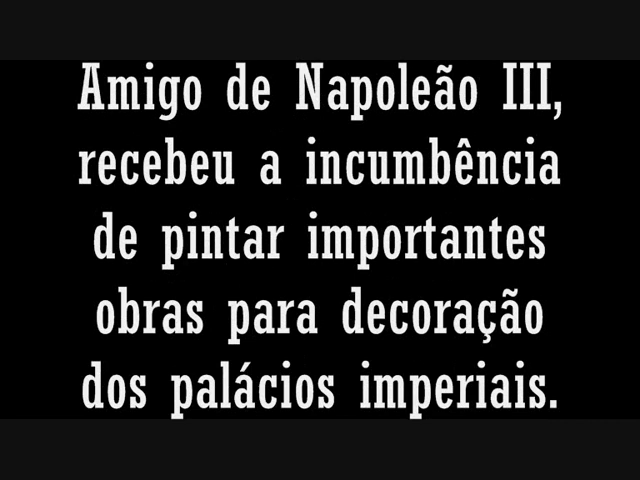 Amigo de Napoleão III,
recebeu a incumbência
de pintar importantes
obras para decoração
dos palácios imperiais.